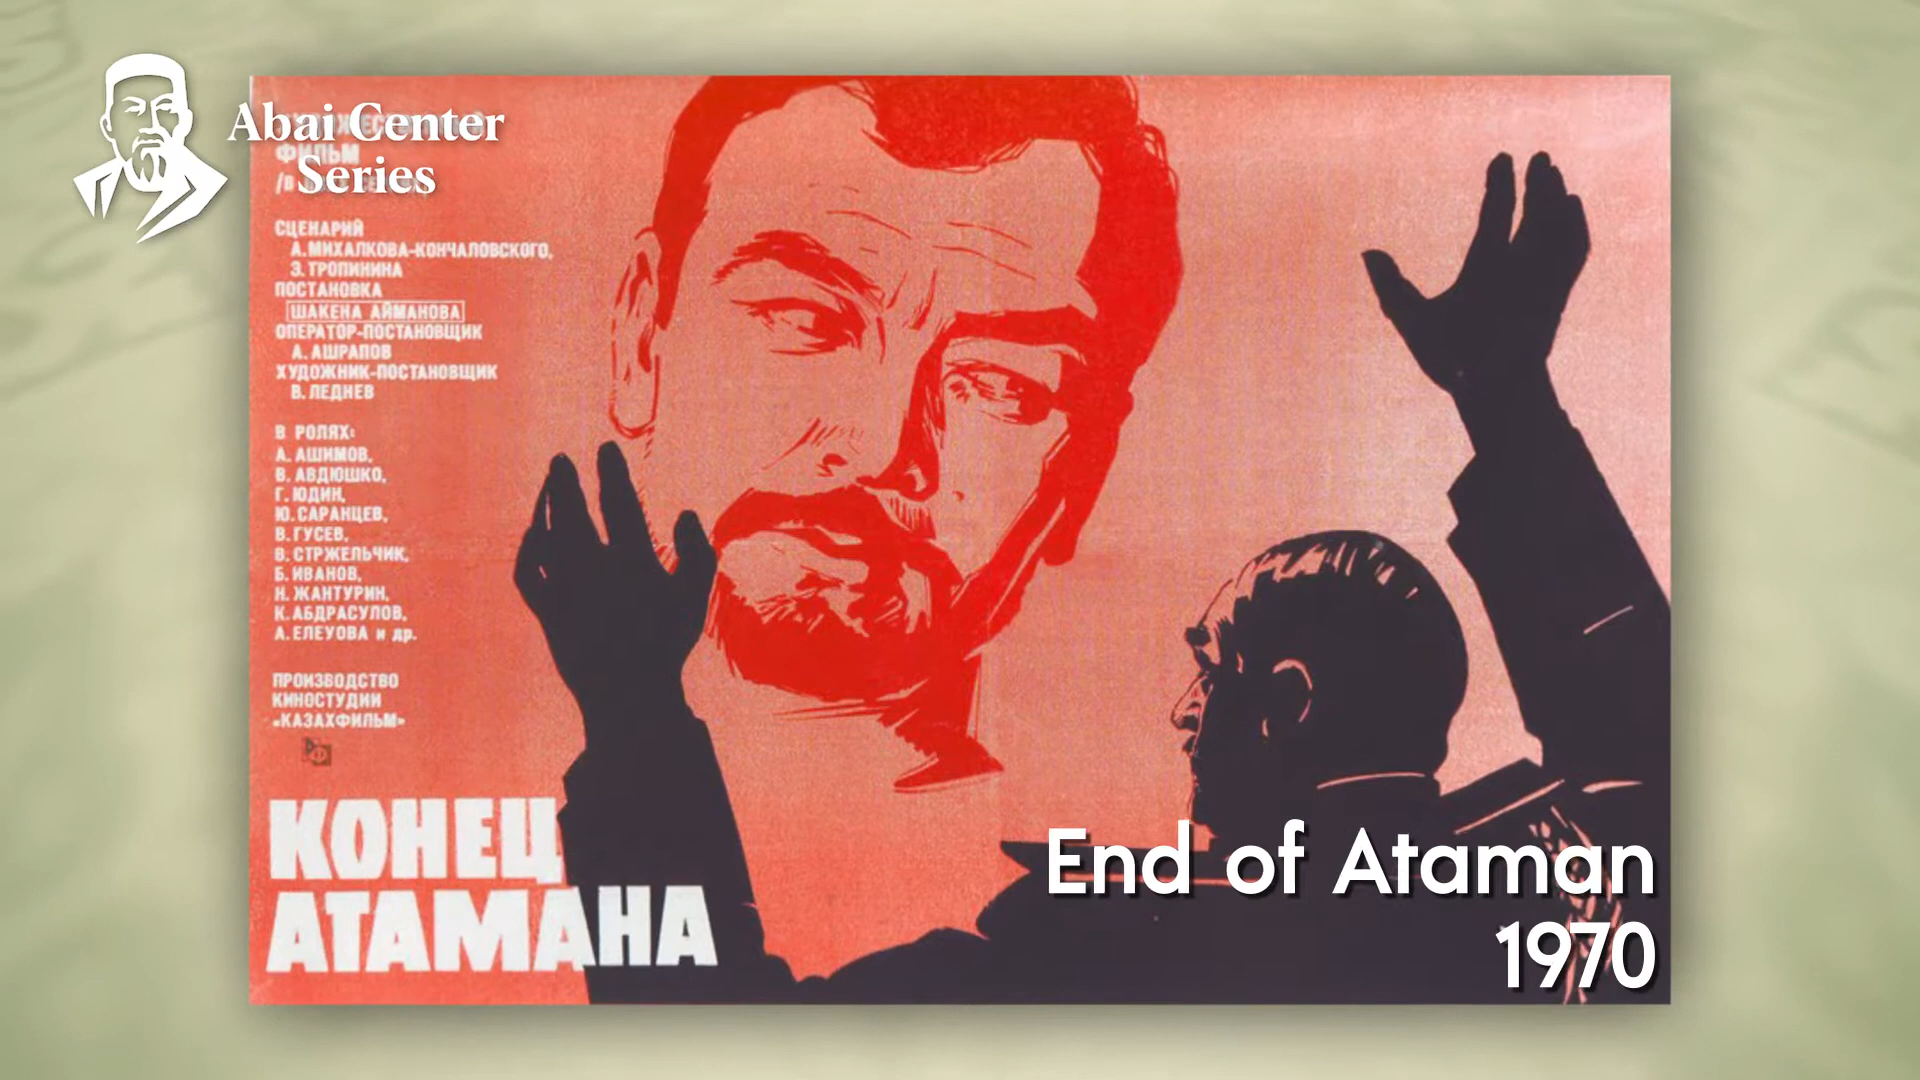 Abai Center
Series
ФИЛЬМ
СЦЕНАРИЙ
А.МИХАЛКОВА-КОНЧАЛОВСКОГО,
Э.ТРОПИНИНА
ПОСТАНОВКА
ШАКЕНА АЙМАНОВА
ОПЕРАТОР-ПОСТАНОВЩИК
А. АШРАПОВ
ХУДОЖНИК-ПОСТАНОВЩИК
В. ЛЕДНЕВ
В РОЛЯХ:
А. АШИМОВ,
В. АВДЮШКО,
Г. ЮДИН,
Ю. САРАНЦЕВ,
В. ГУСЕВ,
В. СТРЖЕЛЬЧИК,
Б. ИВАНОВ,
Н. ЖАНТУРИН,
К. АБДРАСУЛОВ,
А. ЕЛЕУОВА и др.
ПРОИЗВОДСТВО
КИНОСТУДИИ
«КАЗАХФИЛЬМ»
КОНЕЦ
АТАМАНА
End of Ataman
1970